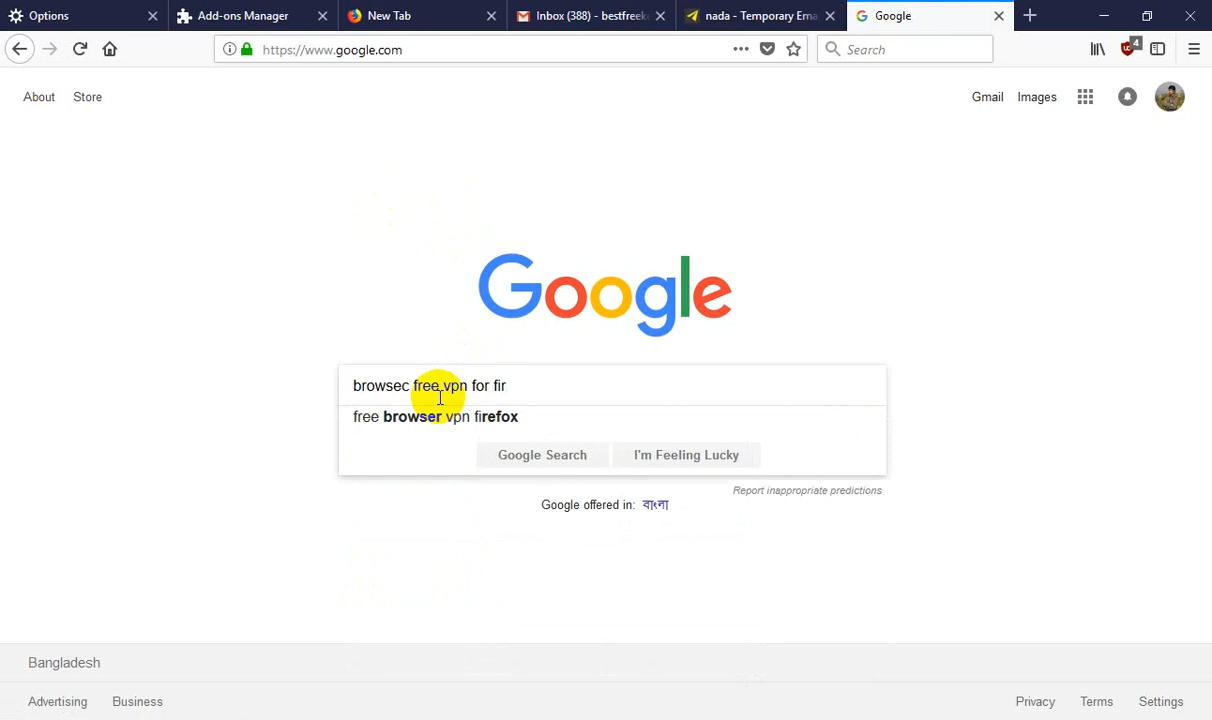 Options
Add-ons Manager
New Tab
Inbox (388) - bestfreek
nada - Temporary Ema
Google
https://www.google.com
Search
4
About
Store
Gmail
Images
Google
browsec free vpn for fir
free browser vpn firefox
Google Search
I'm Feeling Lucky
Report inappropriate predictions
Google offered in: বাংলা
Bangladesh
Advertising
Business
Privacy
Terms
Settings